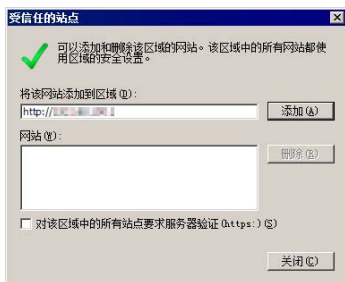 受信任的站点
可以添加和删除该区域的网站。该区域中的所有网站都使
用区域的安全设置。
将该网站添加到区域(D):
http://
添加(A)
网站(W):
删除(R)
对该区域中的所有站点要求服务器验证(https:)(S)
关闭(C)